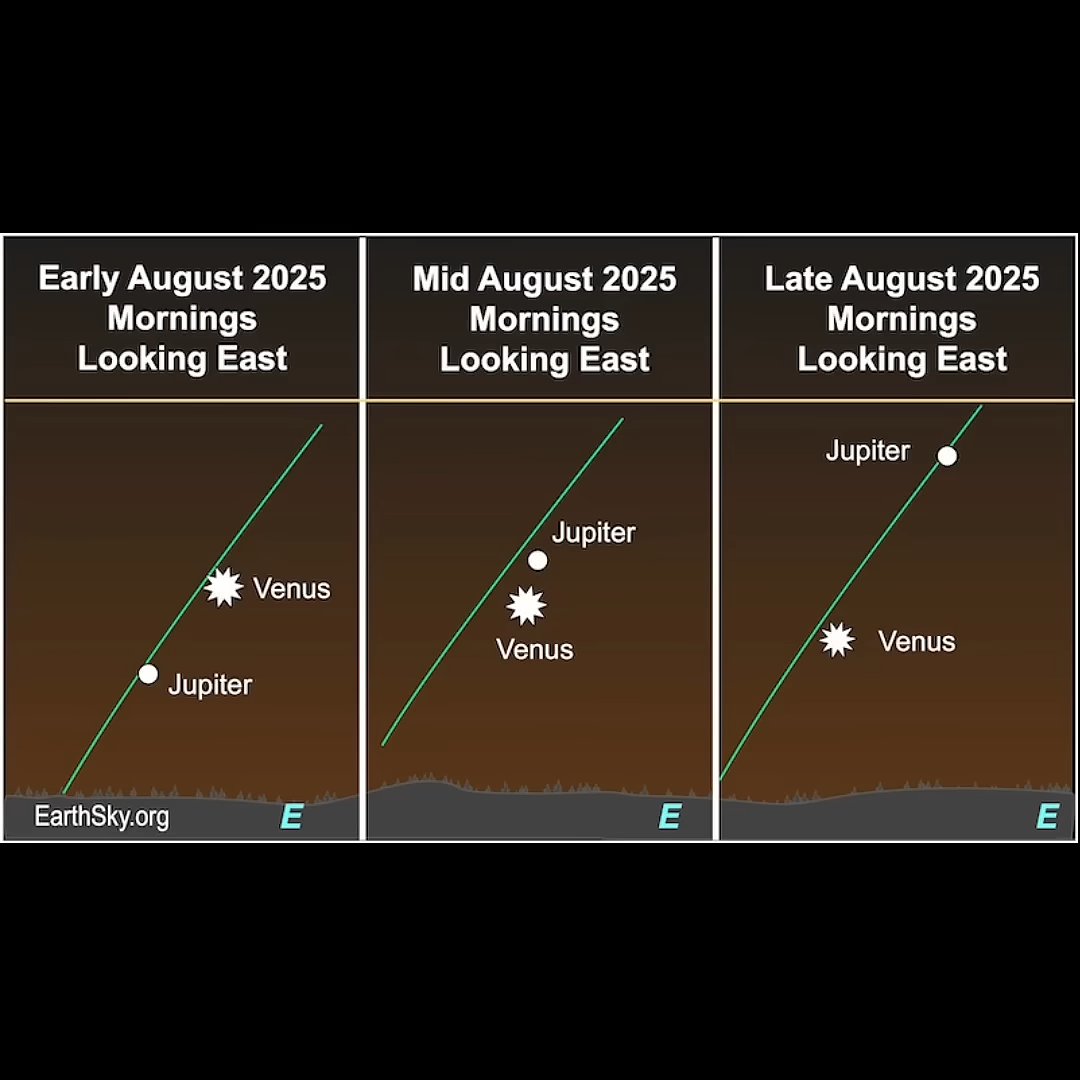 Early August 2025
Mornings
Looking East
Venus
Jupiter
EarthSky.org
E
Mid August 2025
Mornings
Looking East
Jupiter
Venus
E
Late August 2025
Mornings
Looking East
Jupiter
Venus
E